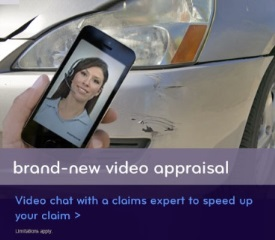 brand-new video appraisal
Video chat with a claims expert to speed up
your claim >
Limitations apply.